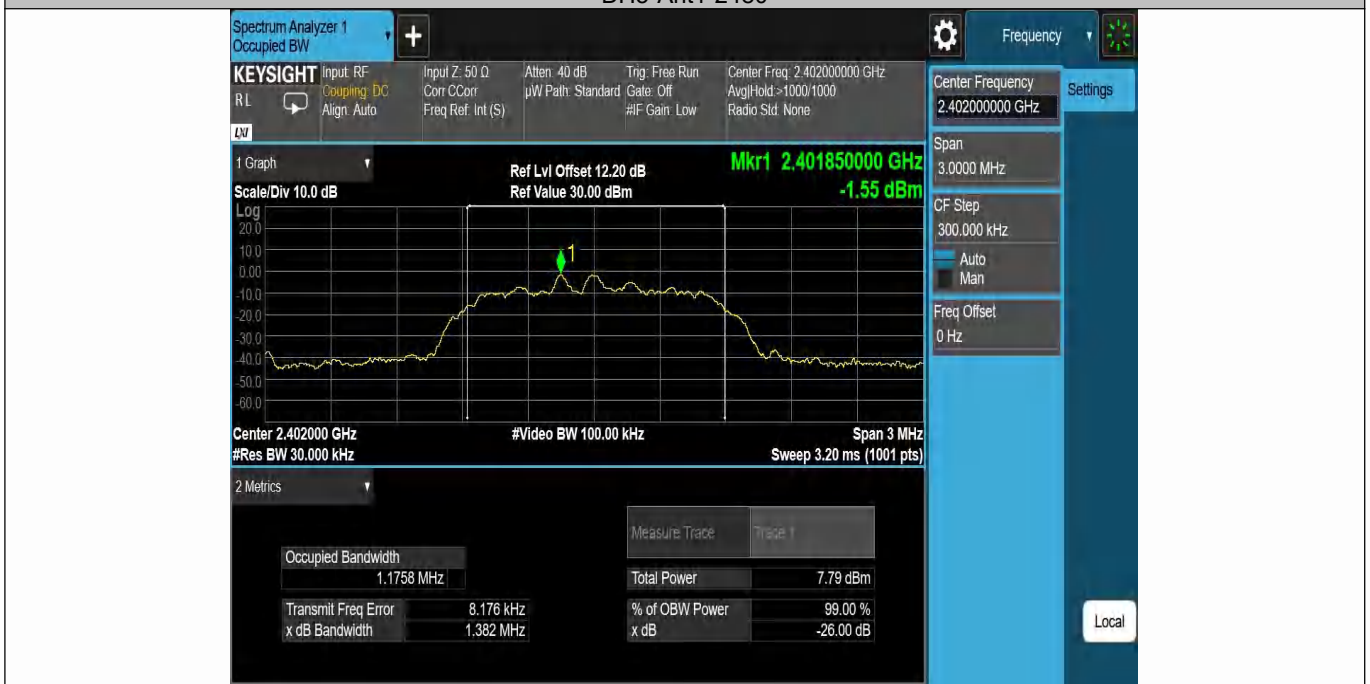 Spectrum Analyzer 1
Occupied BW
+
Frequency
KEYSIGHT
RL
LXI
Input: RF
Coupling: DC
Align: Auto
Input Z: 50 Ω
Corr CCorr
Freq Ref: Int (S)
Atten: 40 dB
µW Path: Standard
Trig: Free Run
Gate: Off
#IF Gain: Low
Center Freq: 2.402000000 GHz
Avg|Hold:>1000/1000
Radio Std: None
Center Frequency
2.402000000 GHz
Settings
Span
3.0000 MHz
CF Step
300.000 kHz
Auto
Man
Freq Offset
0 Hz
Local
1 Graph
Scale/Div 10.0 dB
Ref Lvl Offset 12.20 dB
Ref Value 30.00 dBm
Mkr1 2.401850000 GHz
-1.55 dBm
Log
20.0
10.0
0.00
-10.0
-20.0
-30.0
-40.0
-50.0
-60.0
1
Center 2.402000 GHz
#Res BW 30.000 kHz
#Video BW 100.00 kHz
Span 3 MHz
Sweep 3.20 ms (1001 pts)
2 Metrics
Measure Trace Trace 1
Occupied Bandwidth
1.1758 MHz
Total Power 7.79 dBm
Transmit Freq Error 8.176 kHz
% of OBW Power 99.00 %
x dB Bandwidth 1.382 MHz
x dB -26.00 dB